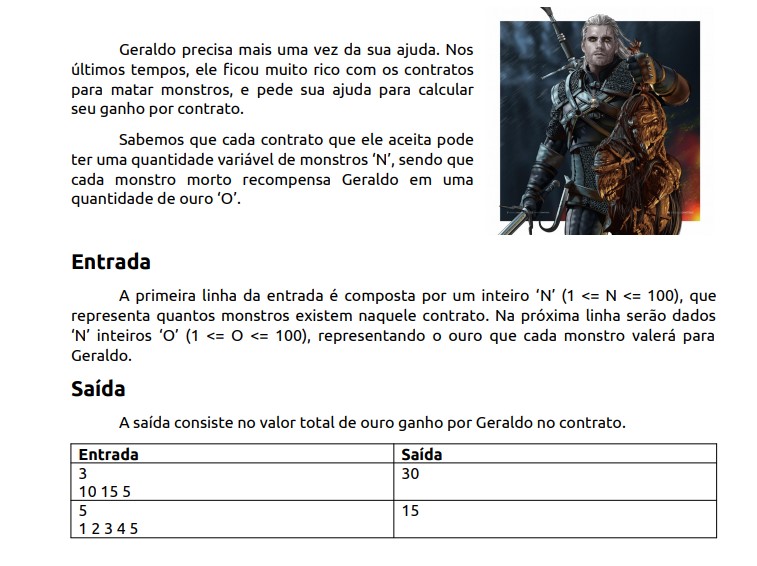 Geraldo precisa mais uma vez da sua ajuda. Nos
últimos tempos, ele ficou muito rico com os contratos
para matar monstros, e pede sua ajuda para calcular
seu ganho por contrato.
Sabemos que cada contrato que ele aceita pode
ter uma quantidade variável de monstros ‘N’, sendo que
cada monstro morto recompensa Geraldo em uma
quantidade de ouro ‘O’.
Entrada
A primeira linha da entrada é composta por um inteiro ‘N’ (1 <= N <= 100), que
representa quantos monstros existem naquele contrato. Na próxima linha serão dados
‘N’ inteiros ‘O’ (1 <= O <= 100), representando o ouro que cada monstro valerá para
Geraldo.
Saída
A saída consiste no valor total de ouro ganho por Geraldo no contrato.
Entrada Saída
3 30
10 15 5
5 15
1 2 3 4 5